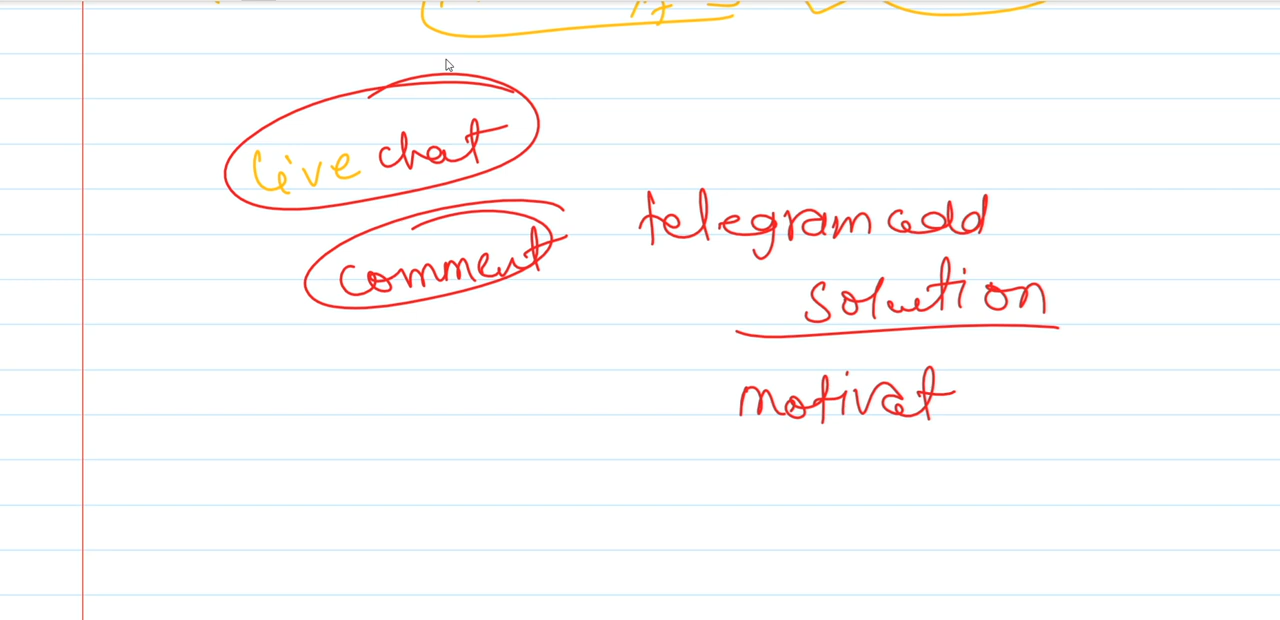 live chat
comment
telegram add
solution
motivat